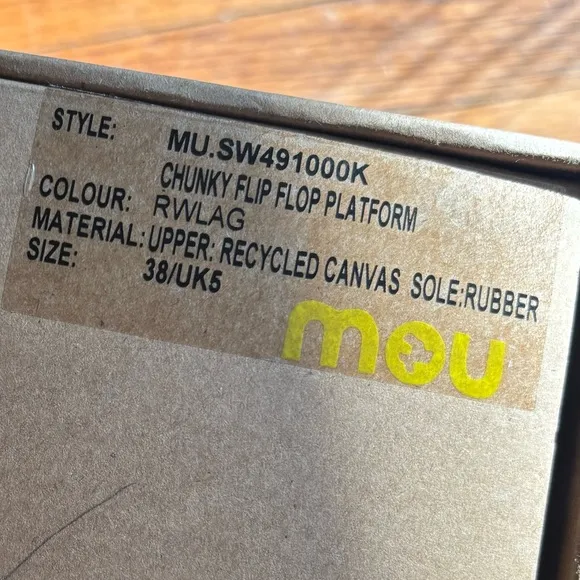 STYLE: MU.SW491000K
CHUNKY FLIP FLOP PLATFORM
COLOUR: RWLAG
MATERIAL: UPPER: RECYCLED CANVAS SOLE:RUBBER
SIZE: 38/UK5
mou